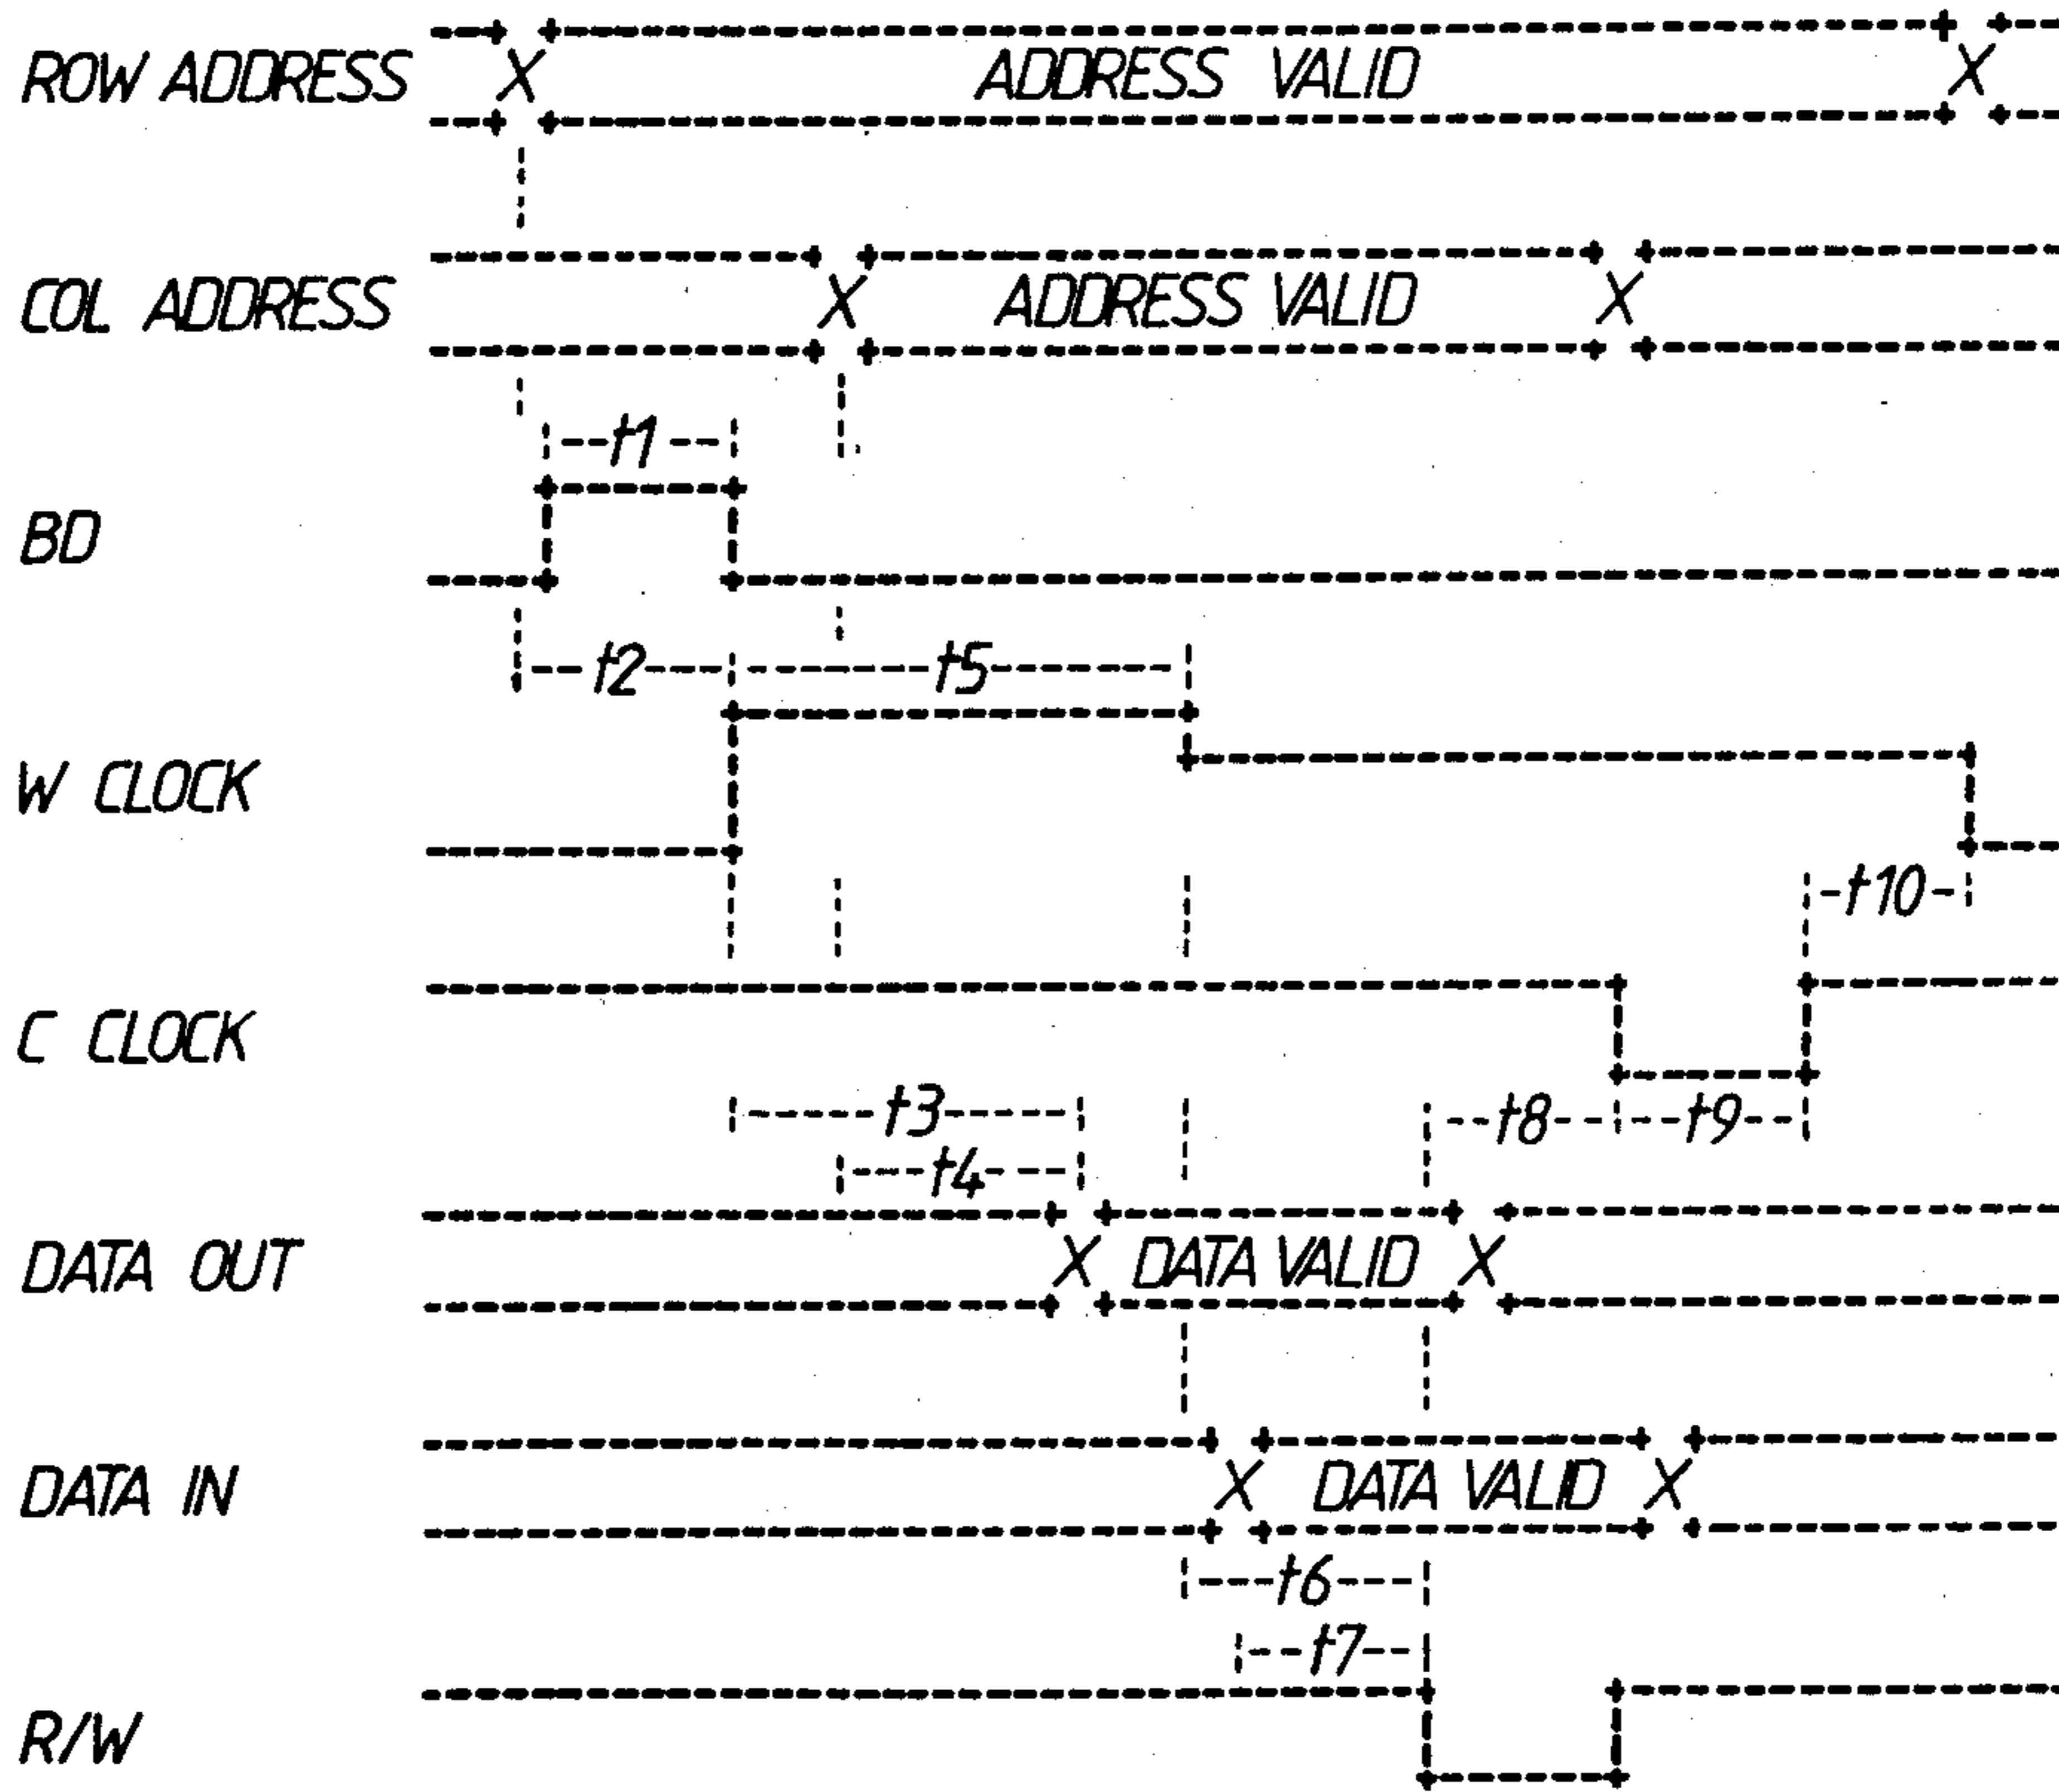 ROW ADDRESS X ADDRESS VALID X
COL ADDRESS X ADDRESS VALID X
t1
BD
t2 t5
W CLOCK
t10
C CLOCK
t3 t8 t9
t4
DATA OUT X DATA VALID X
DATA IN X DATA VALID X
t6
t7
R/W